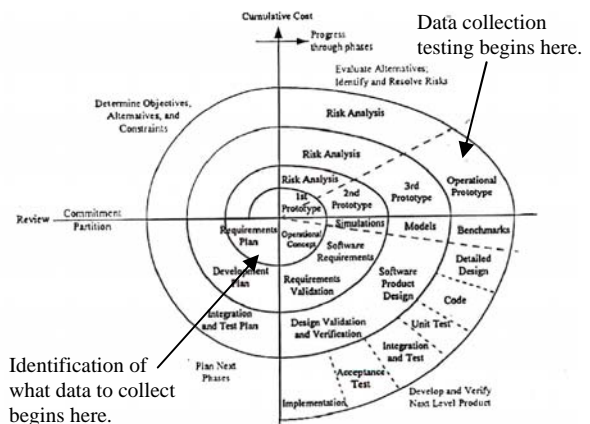 Cumulative Cost
Progress
through phases
Data collection
testing begins here.
Evaluate Alternatives;
Identify and Resolve Risks
Determine Objectives,
Alternatives, and
Constraints
Risk Analysis
Risk Analysis
Risk Analysis
1st
Prototype
2nd
Prototype
3rd
Prototype
Operational
Prototype
Review
Commitment
Partition
Requirements
Plan
Operational
Concept
Simulations
Models
Benchmarks
Software
Requirements
Detailed
Design
Development
Plan
Requirements
Validation
Software
Product
Design
Code
Integration
and Test Plan
Design Validation
and Verification
Unit Test
Integration
and Test
Identification of
what data to collect
begins here.
Plan Next
Phases
Acceptance
Test
Implementation
Develop and Verify
Next Level Product